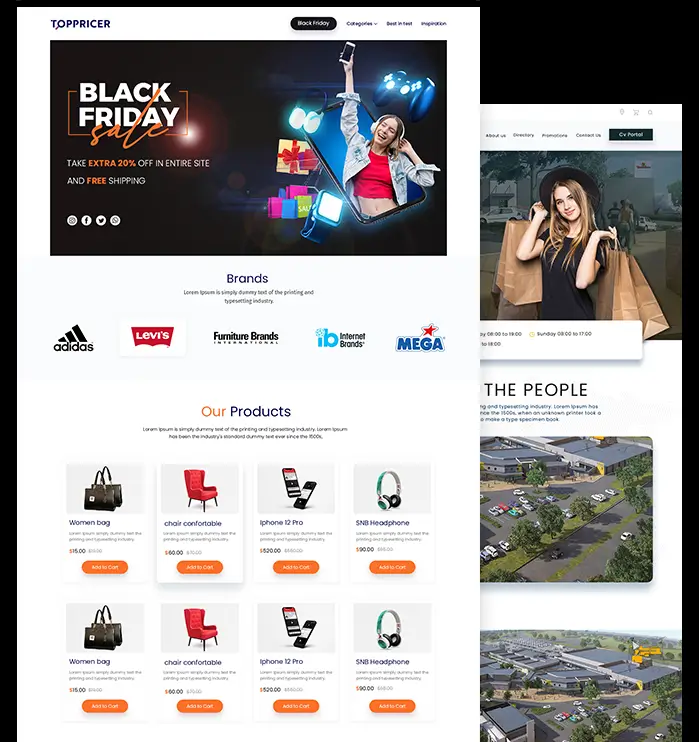 TOPPRICER
Black Friday
Categories
Best in test
Inspiration
BLACK
FRIDAY
sale
TAKE EXTRA 20% OFF IN ENTIRE SITE
AND FREE SHIPPING
SALE
Brands
Lorem Ipsum is simply dummy text of the printing and
typesetting industry.
adidas
LEVI'S
Furniture Brands
INTERNATIONAL
ib Internet
Brands
MEGA
Our Products
Lorem Ipsum is simply dummy text of the printing and typesetting industry. Lorem Ipsum
has been the industry's standard dummy text ever since the 1500s,
Women bag
Lorem Ipsum simply dummy text the
printing and typesetting industry.
$15.00
Add to Cart
chair confortable
Lorem Ipsum simply dummy text the
printing and typesetting industry.
$60.00 $70.00
Add to Cart
Iphone 12 Pro
Lorem Ipsum simply dummy text the
printing and typesetting industry.
$520.00 $550.00
Add to Cart
SNB Headphone
Lorem Ipsum simply dummy text the
printing and typesetting industry.
$90.00
Add to Cart
Women bag
Lorem Ipsum simply dummy text the
printing and typesetting industry.
$15.00
Add to Cart
chair confortable
Lorem Ipsum simply dummy text the
printing and typesetting industry.
$60.00 $70.00
Add to Cart
Iphone 12 Pro
Lorem Ipsum simply dummy text the
printing and typesetting industry.
$520.00 $550.00
Add to Cart
SNB Headphone
Lorem Ipsum simply dummy text the
printing and typesetting industry.
$90.00
Add to Cart
About us
Directory
Promotions
Contact Us
Cv Portal
ay 08:00 to 19:00
Sunday 08:00 to 17:00
to 18:00
THE PEOPLE
ng and typesetting industry. Lorem Ipsum has
nce the 1500s, when an unknown printer took a
o make a type specimen book.